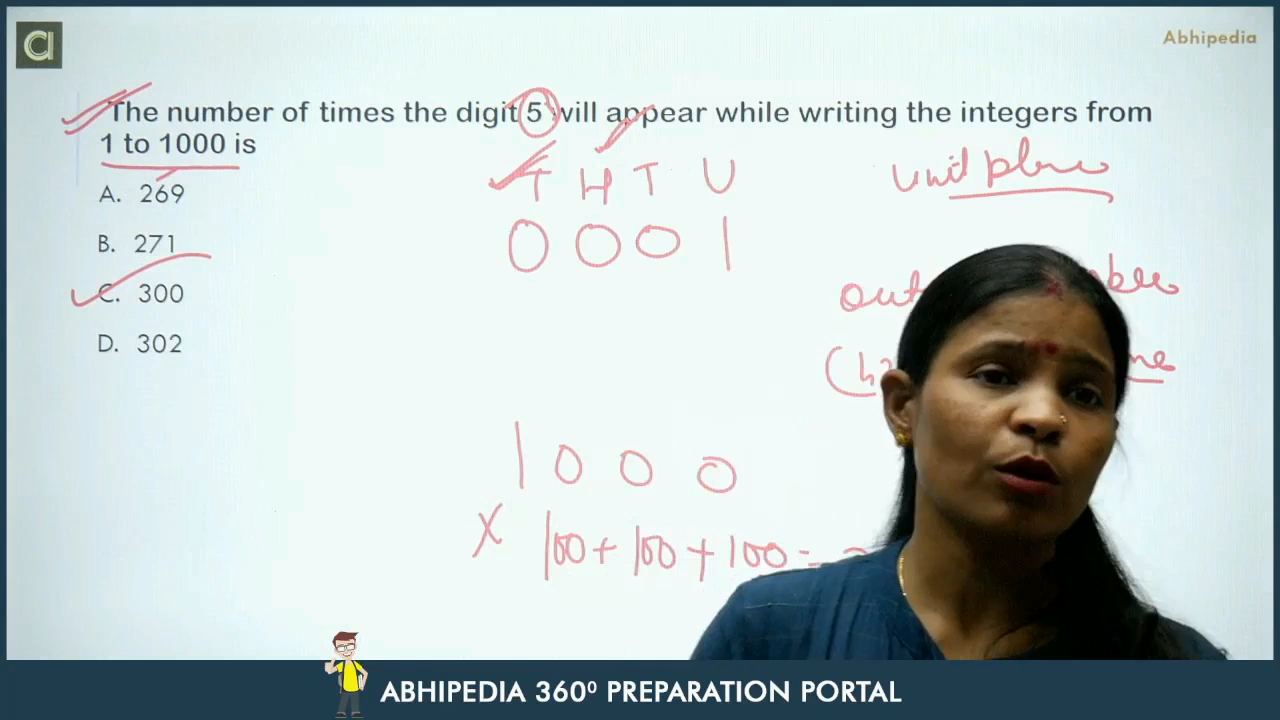 Abhipedia
The number of times the digit 5 will appear while writing the integers from
1 to 1000 is
A. 269
B. 271
C. 300
D. 302
T H T U
0 0 0 1
Unit place
1 0 0 0
X 100 + 100 + 100 =
ABHIPEDIA 360⁰ PREPARATION PORTAL